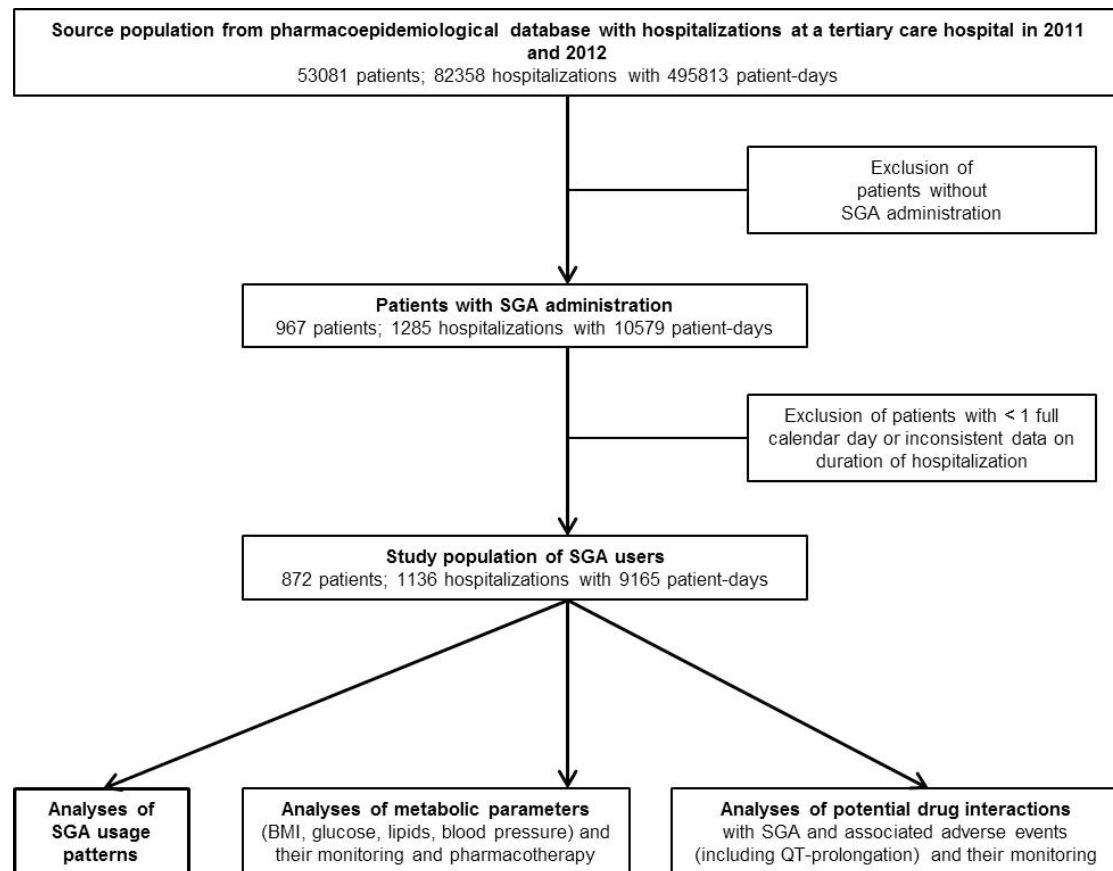 Source population from pharmacoepidemiological database with hospitalizations at a tertiary care hospital in 2011
and 2012
53081 patients; 82358 hospitalizations with 495813 patient-days
Exclusion of
patients without
SGA administration
Patients with SGA administration
967 patients; 1285 hospitalizations with 10579 patient-days
Exclusion of patients with < 1 full
calendar day or inconsistent data on
duration of hospitalization
Study population of SGA users
872 patients; 1136 hospitalizations with 9165 patient-days
Analyses of
SGA usage
patterns
Analyses of metabolic parameters
(BMI, glucose, lipids, blood pressure) and
their monitoring and pharmacotherapy
Analyses of potential drug interactions
with SGA and associated adverse events
(including QT-prolongation) and their monitoring